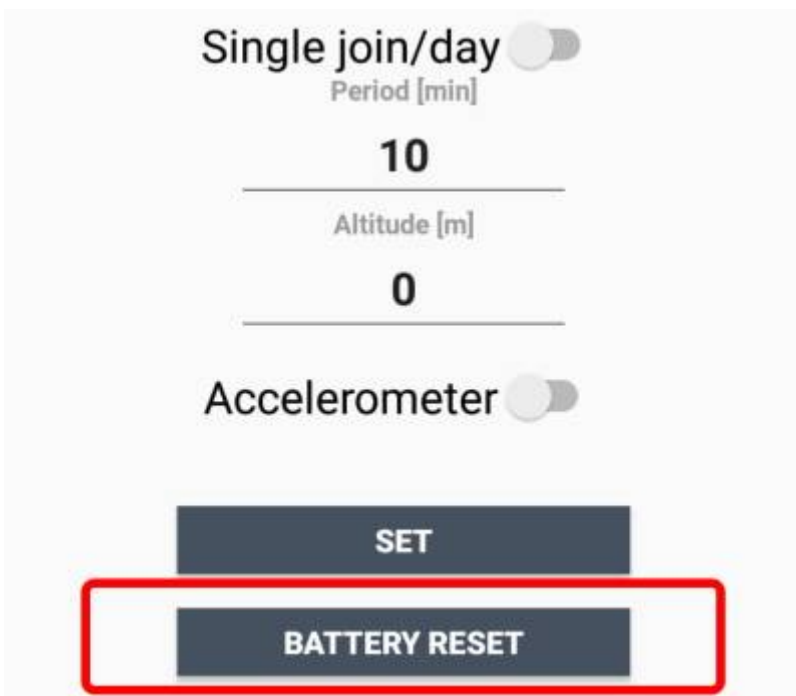 Single join/day
Period [min]
10
Altitude [m]
0
Accelerometer
SET
BATTERY RESET